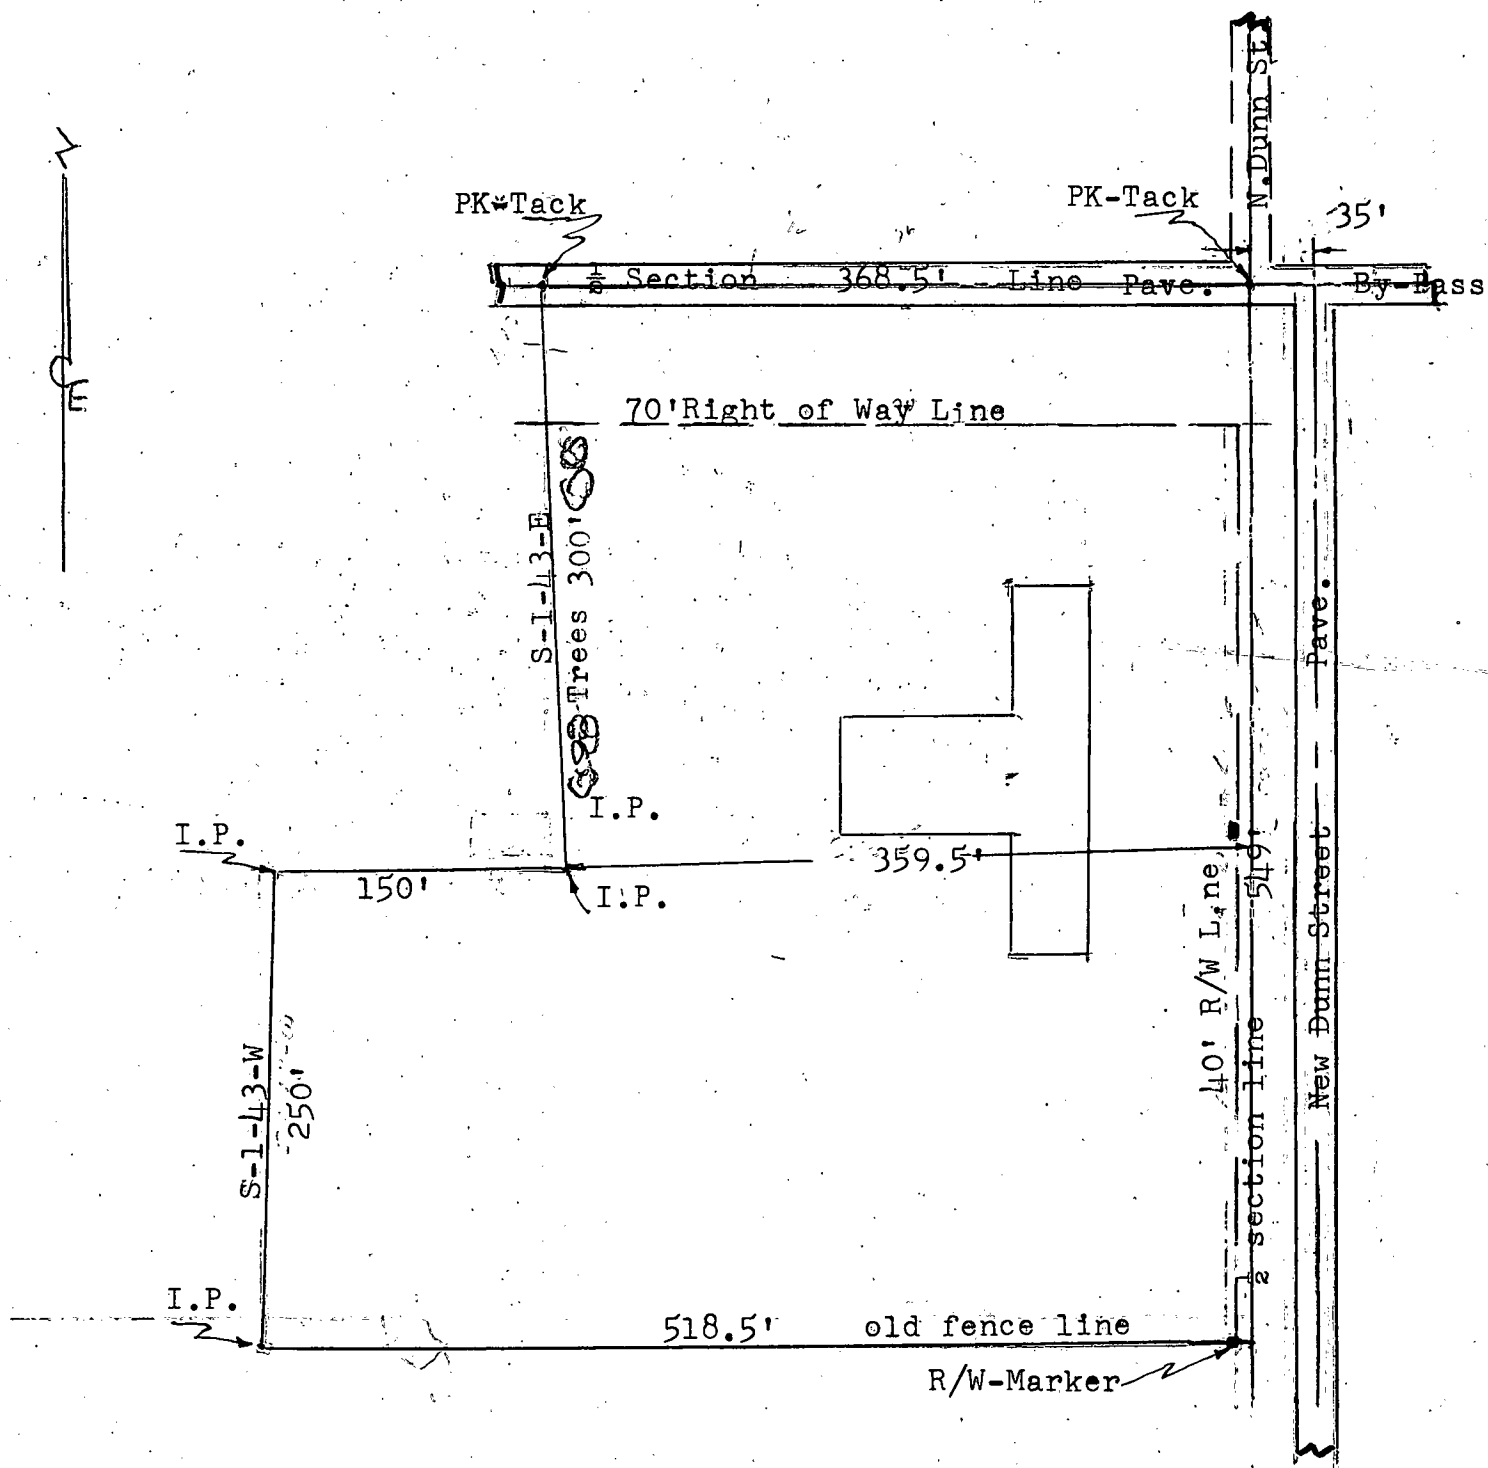 N
N.Dunn St.
PK-Tack
PK-Tack
35'
½ Section 368.5' Line Pave. By-Pass
70'Right of Way Line
S-1-43-E
Trees 300'
Pave.
I.P.
I.P.
150'
I.P.
359.5'
549'
40' R/W Line
New Dunn Street
S-1-43-W
250'
½ section line
I.P.
518.5' old fence line
R/W-Marker